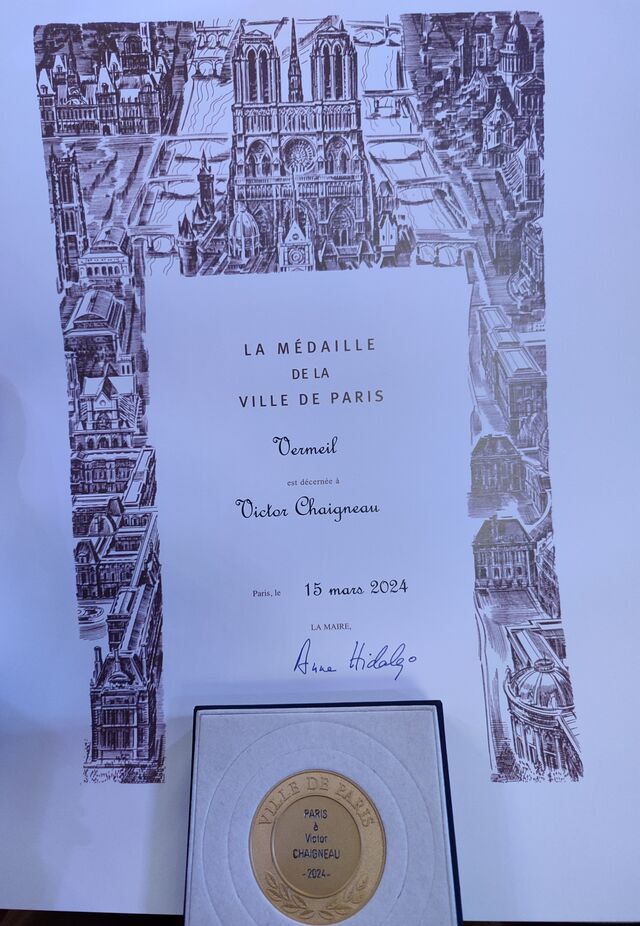 LA MÉDAILLE
DE LA
VILLE DE PARIS
Vermeil
est décernée à
Victor Chaigneau
Paris, le 15 mars 2024
LA MAIRE,
Anne Hidalgo
VILLE DE PARIS
PARIS
à
Victor
CHAIGNEAU
-2024-